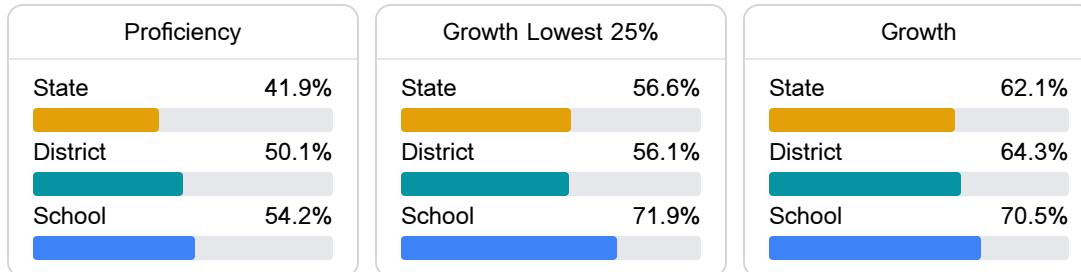 Proficiency
State 41.9%
District 50.1%
School 54.2%
Growth Lowest 25%
State 56.6%
District 56.1%
School 71.9%
Growth
State 62.1%
District 64.3%
School 70.5%